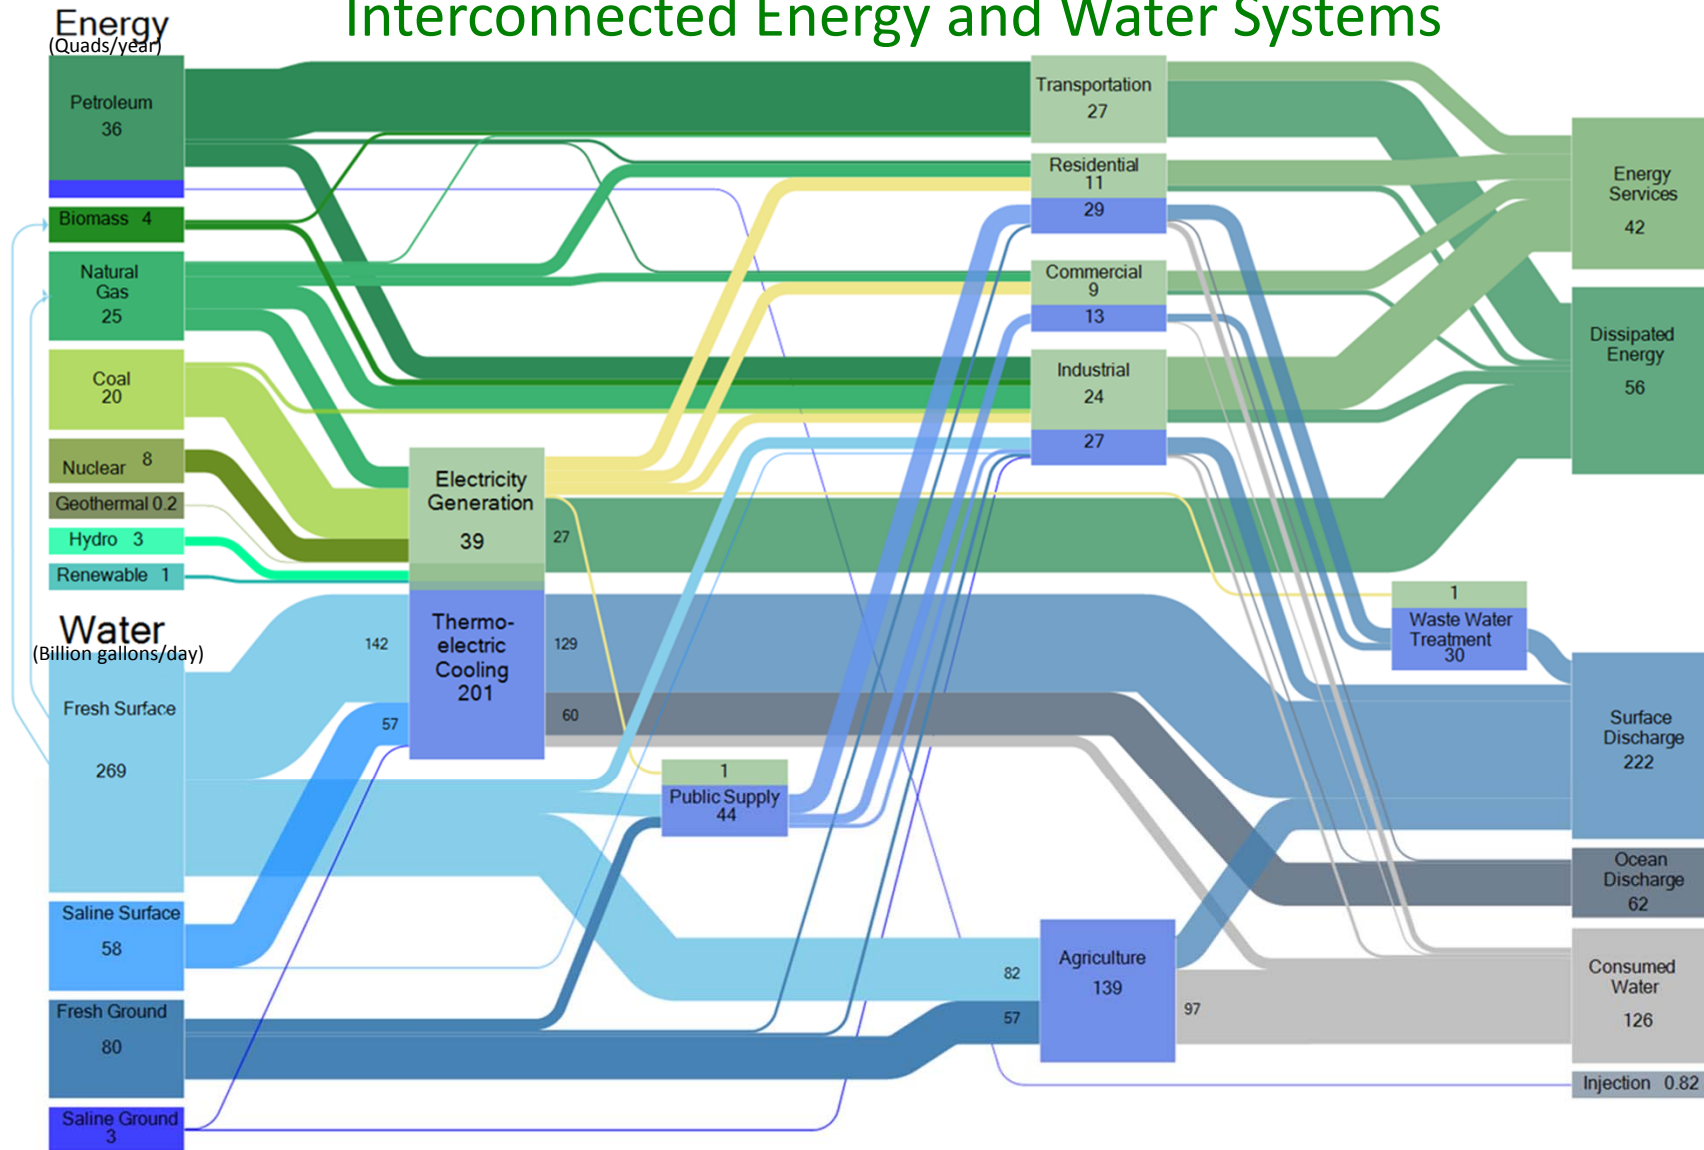 Interconnected Energy and Water Systems
Energy
(Quads/year)
Petroleum
36
Biomass 4
Natural
Gas
25
Coal
20
Nuclear 8
Geothermal 0.2
Hydro 3
Renewable 1
Water
(Billion gallons/day)
Fresh Surface
269
Saline Surface
58
Fresh Ground
80
Saline Ground
3
Electricity
Generation
39
27
Thermo-
electric
Cooling
201
142
57
129
60
1
Public Supply
44
Transportation
27
Residential
11
29
Commercial
9
13
Industrial
24
27
82
57
Agriculture
139
97
1
Waste Water
Treatment
30
Energy
Services
42
Dissipated
Energy
56
Surface
Discharge
222
Ocean
Discharge
62
Consumed
Water
126
Injection 0.82